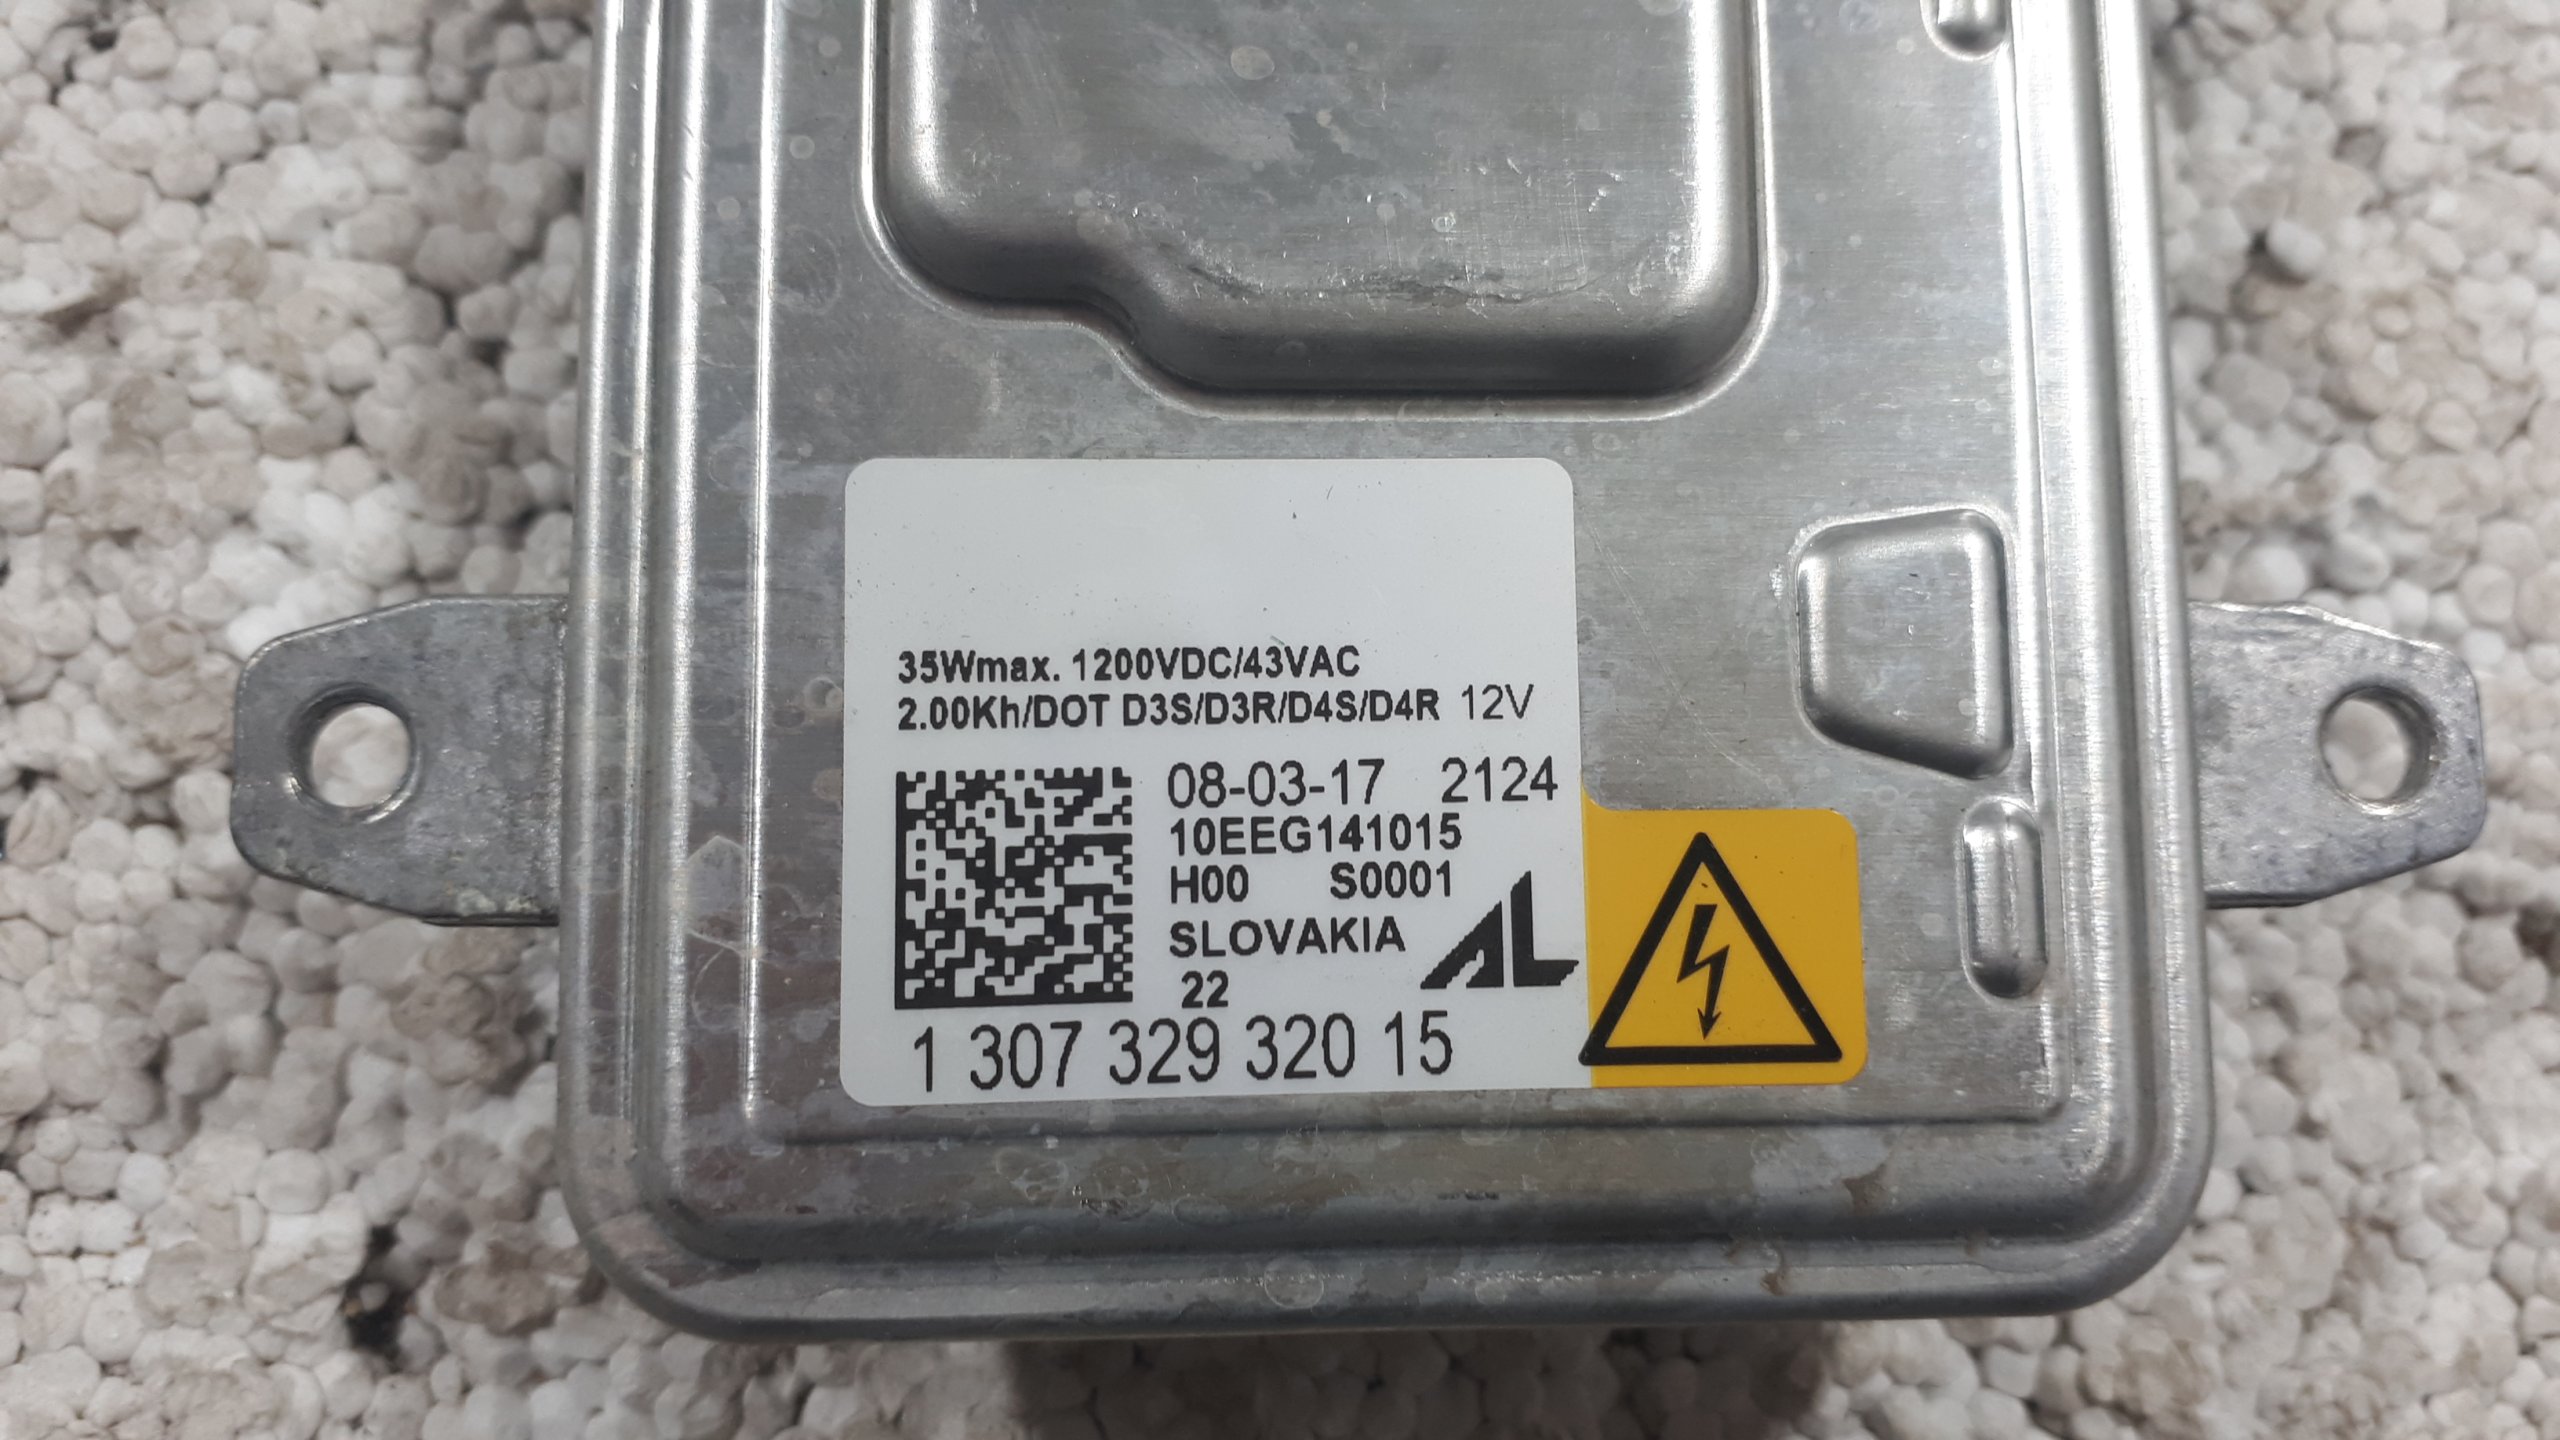 35Wmax. 1200VDC/43VAC
2.00Kh/DOT D3S/D3R/D4S/D4R 12V
08-03-17 2124
10EEG141015
H00 S0001
SLOVAKIA
AL
22
1 307 329 320 15